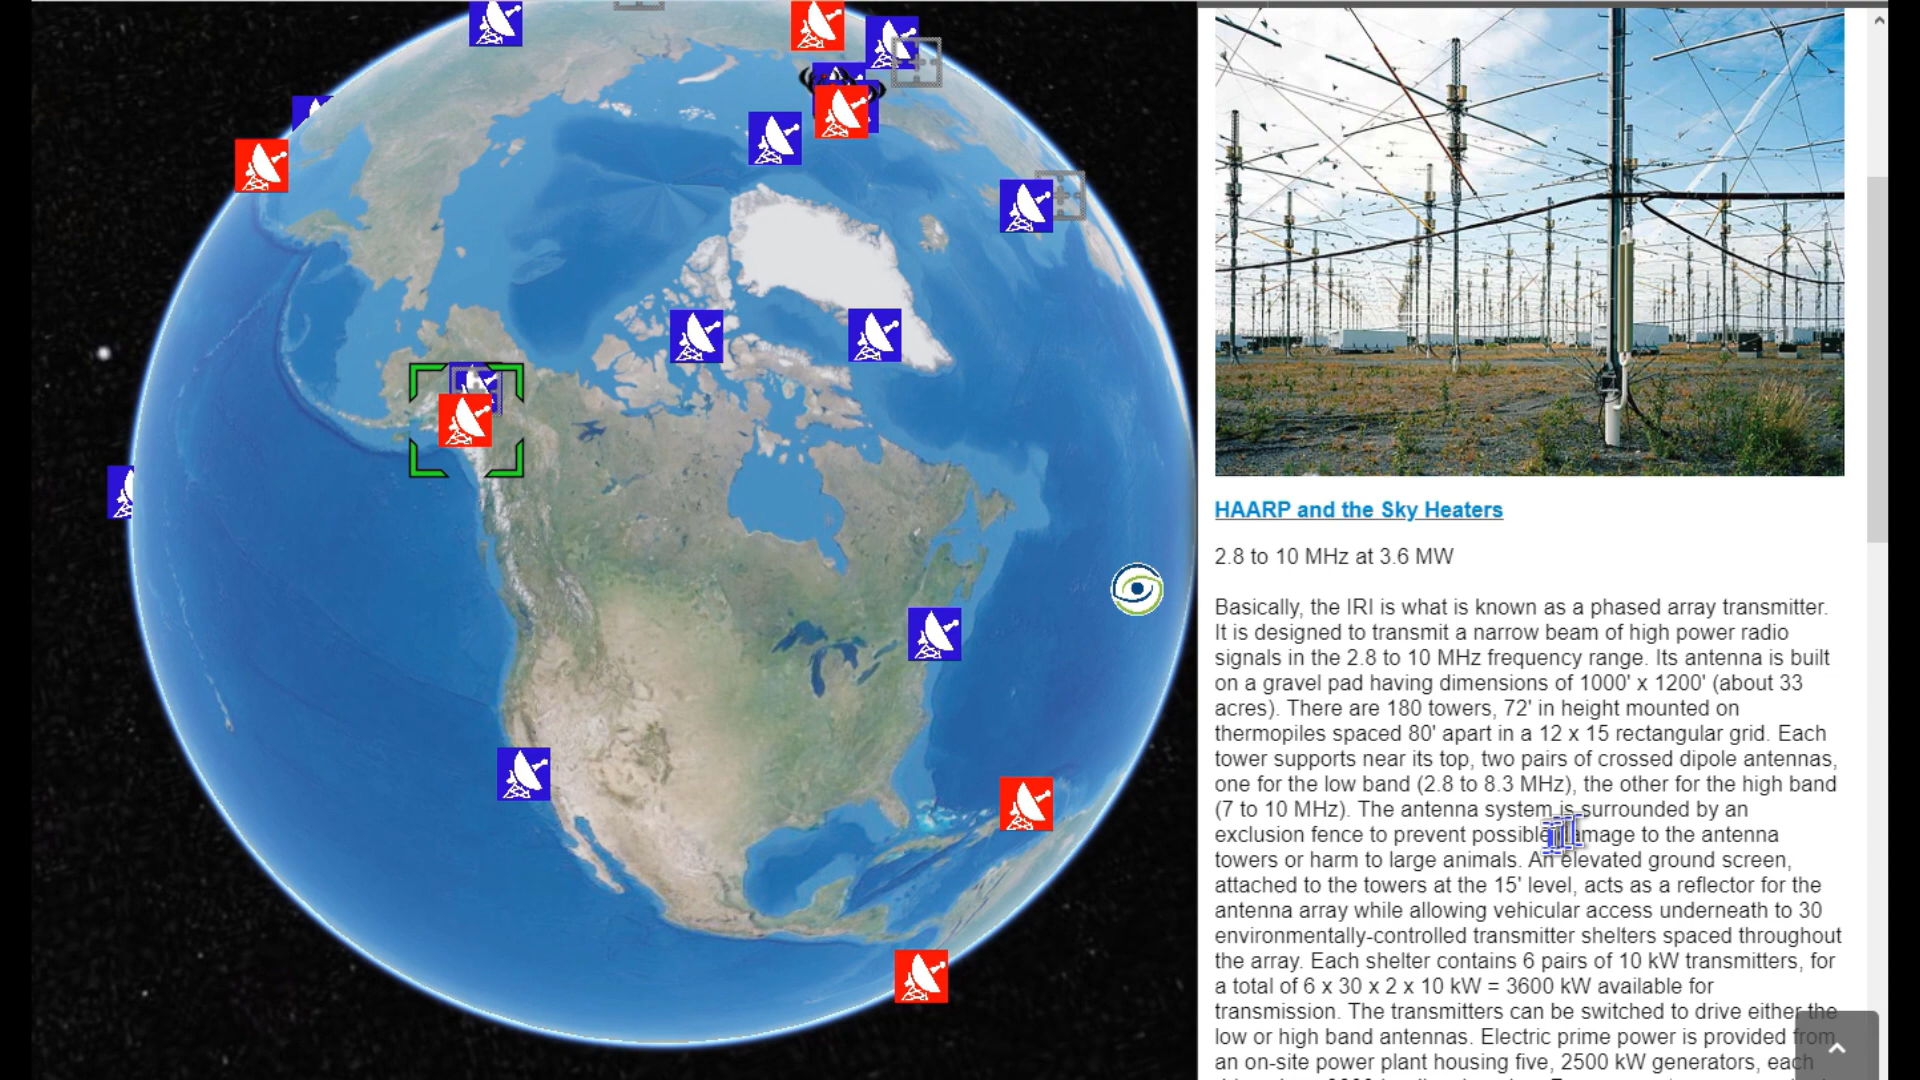 HAARP and the Sky Heaters
2.8 to 10 MHz at 3.6 MW
Basically, the IRI is what is known as a phased array transmitter.
It is designed to transmit a narrow beam of high power radio
signals in the 2.8 to 10 MHz frequency range. Its antenna is built
on a gravel pad having dimensions of 1000' x 1200' (about 33
acres). There are 180 towers, 72' in height mounted on
thermopiles spaced 80' apart in a 12 x 15 rectangular grid. Each
tower supports near its top, two pairs of crossed dipole antennas,
one for the low band (2.8 to 8.3 MHz), the other for the high band
(7 to 10 MHz). The antenna system is surrounded by an
exclusion fence to prevent possible damage to the antenna
towers or harm to large animals. An elevated ground screen,
attached to the towers at the 15' level, acts as a reflector for the
antenna array while allowing vehicular access underneath to 30
environmentally-controlled transmitter shelters spaced throughout
the array. Each shelter contains 6 pairs of 10 kW transmitters, for
a total of 6 x 30 x 2 x 10 kW = 3600 kW available for
transmission. The transmitters can be switched to drive either the
low or high band antennas. Electric prime power is provided from
an on-site power plant housing five, 2500 kW generators, each